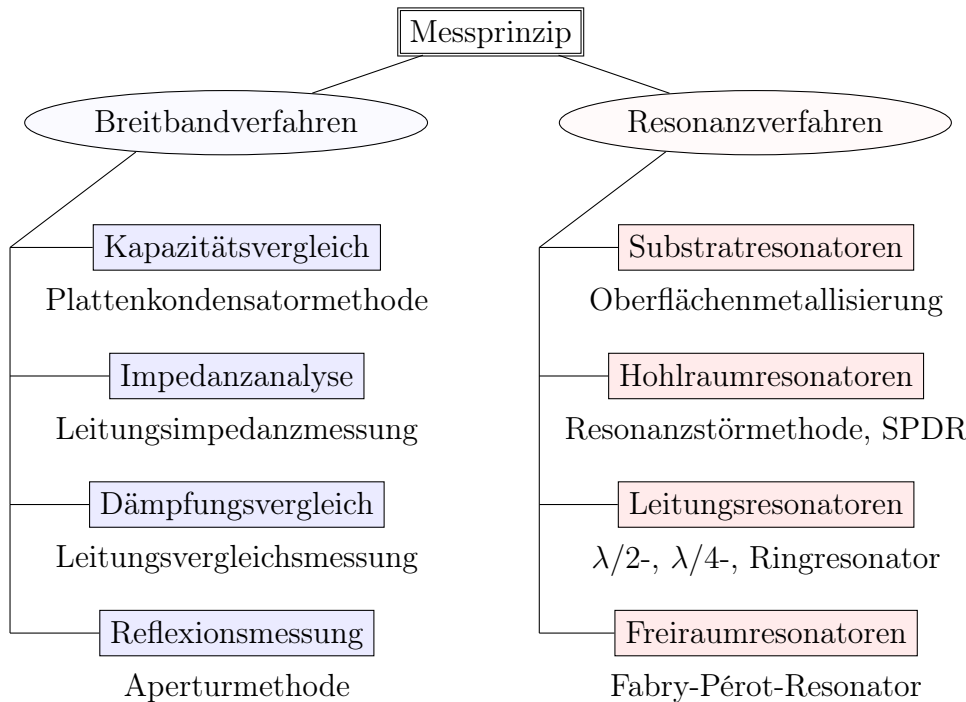 Messprinzip
Breitbandverfahren
Kapazitätsvergleich
Plattenkondensatormethode
Impedanzanalyse
Leitungsimpedanzmessung
Dämpfungsvergleich
Leitungsvergleichsmessung
Reflexionsmessung
Aperturmethode
Resonanzverfahren
Substratresonatoren
Oberflächenmetallisierung
Hohlraumresonatoren
Resonanzstörmethode, SPDR
Leitungsresonatoren
λ/2-, λ/4-, Ringresonator
Freiraumresonatoren
Fabry-Pérot-Resonator